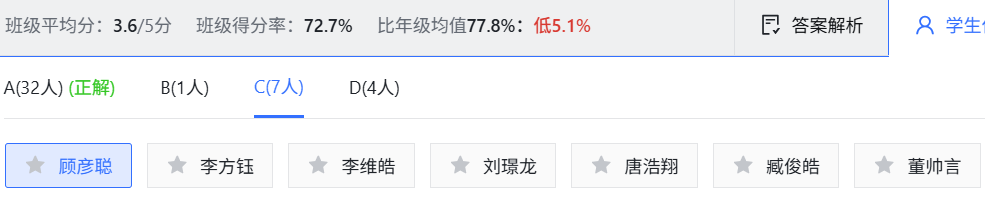 班级平均分：3.6/5分 班级得分率：72.7% 比年级均值77.8%：低5.1% 答案解析 学生
A(32人) (正解) B(1人) C(7人) D(4人)
顾彦聪 李方钰 李维皓 刘璟龙 唐浩翔 臧俊皓 董帅言